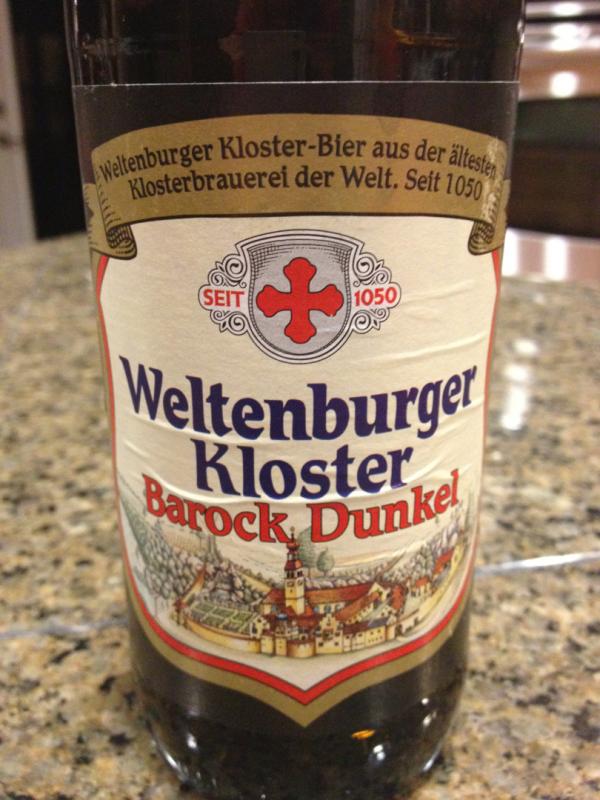 Weltenburger Kloster-Bier aus der ältesten
Klosterbrauerei der Welt. Seit 1050
SEIT 1050
Weltenburger
Kloster
Barock Dunkel